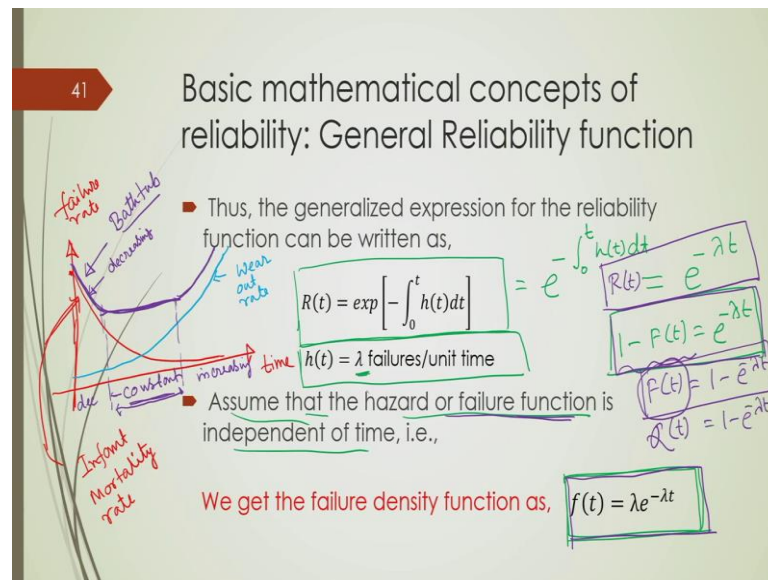 41
Basic mathematical concepts of
reliability: General Reliability function
failure
rate
Bathtub
decreasing
Thus, the generalized expression for the reliability
function can be written as,
wear
out
rate
R(t) = exp[-∫₀ᵗ h(t)dt]
= e^{-∫₀ᵗ h(t)dt}
R(t) = e^{-λt}
h(t) = λ failures/unit time
1 - F(t) = e^{-λt}
time
dec
constant
increasing
F(t) = 1 - e^{-λt}
Assume that the hazard or failure function is
independent of time, i.e.,
(t) = 1 - e^{-λt}
Infant
Mortality
rate
We get the failure density function as,
f(t) = λe^{-λt}